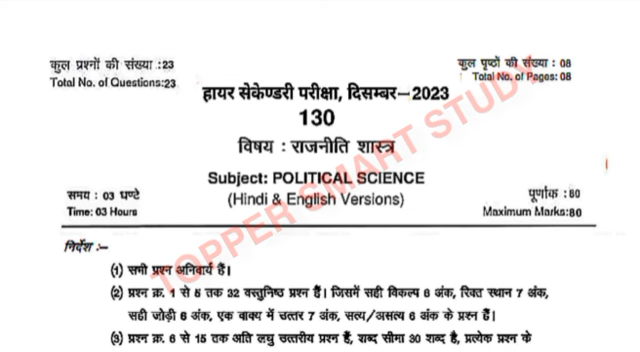 कुल प्रश्नों की संख्या :23
Total No. of Questions:23
कुल पृष्ठों की संख्या : 08
Total No. of Pages:08
हायर सेकेण्डरी परीक्षा, दिसम्बर–2023
130
विषय : राजनीति शास्त्र
Subject: POLITICAL SCIENCE
(Hindi & English Versions)
समय : 03 घण्टे
Time: 03 Hours
पूर्णांक :80
Maximum Marks:80
निर्देश :–
(1) सभी प्रश्न अनिवार्य हैं।
(2) प्रश्न क्र. 1 से 5 तक 32 वस्तुनिष्ठ प्रश्न हैं। जिसमें सही विकल्प 6 अंक, रिक्त स्थान 7 अंक,
सही जोड़ी 6 अंक, एक वाक्य में उत्तर 7 अंक, सत्य/असत्य 6 अंक के प्रश्न हैं।
(3) प्रश्न क्र. 6 से 15 तक अति लघु उत्तरीय प्रश्न हैं, शब्द सीमा 30 शब्द है, प्रत्येक प्रश्न के
TOPPER SMART STUDY